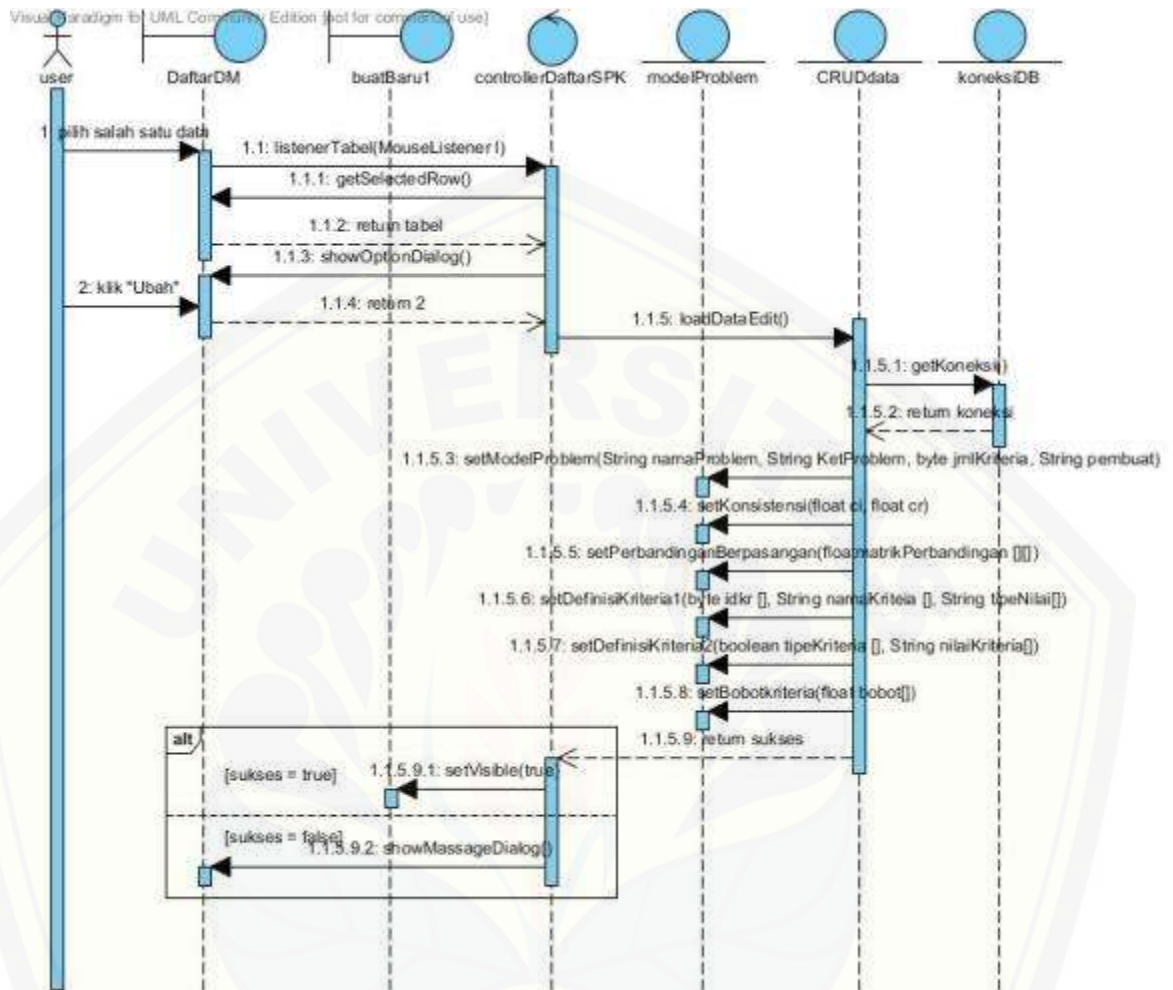 Visual Paradigm for UML Community Edition [not for commercial use]
user
DaftarDM
buatBaru1
controllerDaftarSPK
modelProblem
CRUDdata
koneksiDB
1: pilih salah satu data
1.1: listenerTabel(MouseListener l)
1.1.1: getSelectedRow()
1.1.2: return tabel
1.1.3: showOptionDialog()
2: klik "Ubah"
1.1.4: return 2
1.1.5: loadDataEdit()
1.1.5.1: getKoneksi()
1.1.5.2: return koneksi
1.1.5.3: setModelProblem(String namaProblem, String KetProblem, byte jmlKriteria, String pembuat)
1.1.5.4: setKonsistensi(float ci, float cr)
1.1.5.5: setPerbandinganBerpasangan(floatmatrikPerbandingan [][])
1.1.5.6: setDefinisiKriteria1(byte idkr [], String namaKriteia [], String tipeNilai[])
1.1.5.7: setDefinisiKriteria2(boolean tipeKriteria [], String nilaiKriteria[])
1.1.5.8: setBobotkriteria(float bobot[])
1.1.5.9: return sukses
alt
[sukses = true]
1.1.5.9.1: setVisible(true)
[sukses = false]
1.1.5.9.2: showMassageDialog()
UNIVERSITAS